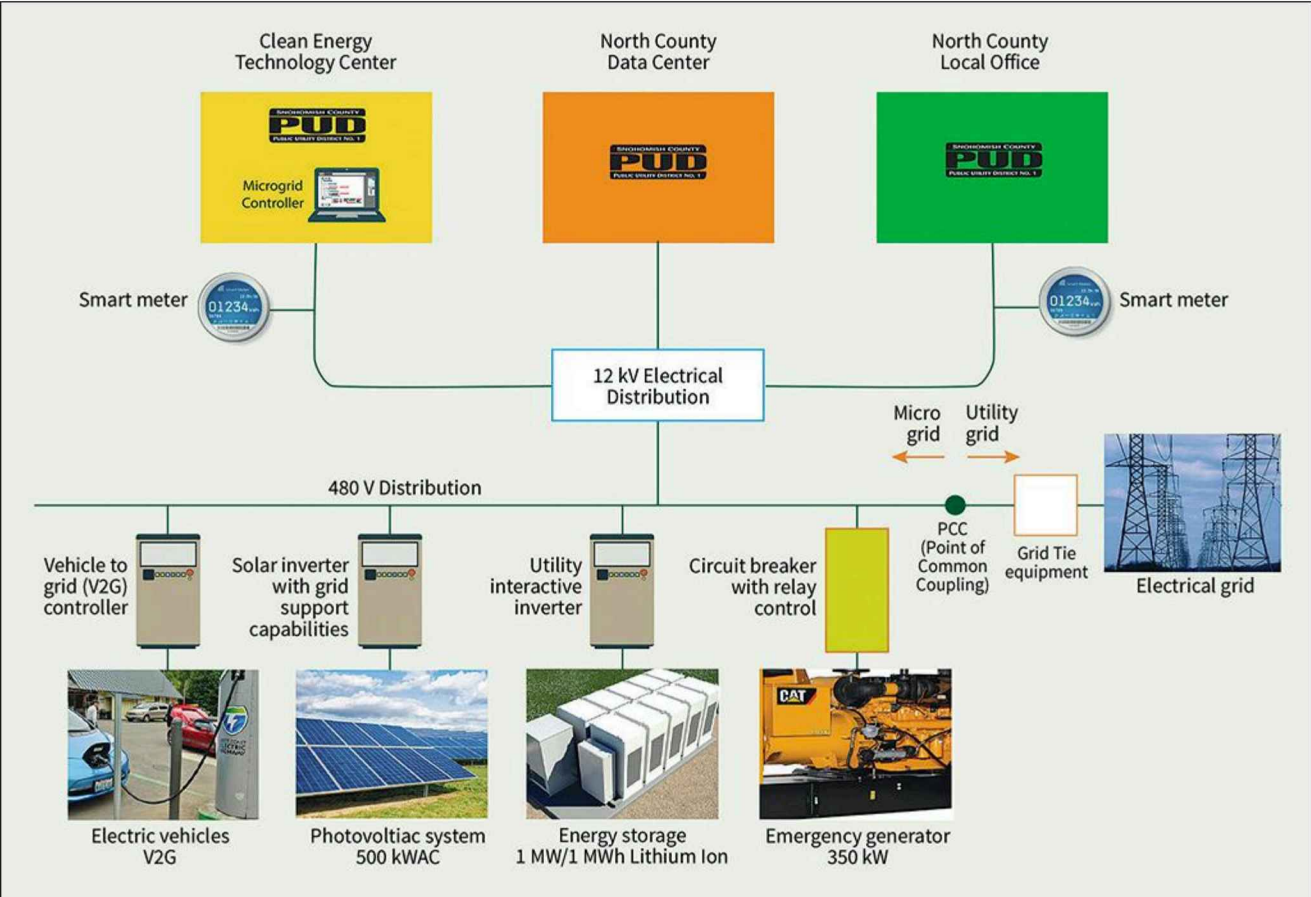 Clean Energy
Technology Center
North County
Data Center
North County
Local Office
SNOHOMISH COUNTY
PUD
PUBLIC UTILITY DISTRICT NO. 1
Microgrid
Controller
SNOHOMISH COUNTY
PUD
PUBLIC UTILITY DISTRICT NO. 1
SNOHOMISH COUNTY
PUD
PUBLIC UTILITY DISTRICT NO. 1
Smart meter
01234
01234
Smart meter
12 kV Electrical
Distribution
Micro
grid
Utility
grid
480 V Distribution
Vehicle to
grid (V2G)
controller
Solar inverter
with grid
support
capabilities
Utility
interactive
inverter
Circuit breaker
with relay
control
PCC
(Point of
Common
Coupling)
Grid Tie
equipment
Electrical grid
CAT
ELECTRIC
Electric vehicles
V2G
Photovoltiac system
500 kWAC
Energy storage
1 MW/1 MWh Lithium Ion
Emergency generator
350 kW